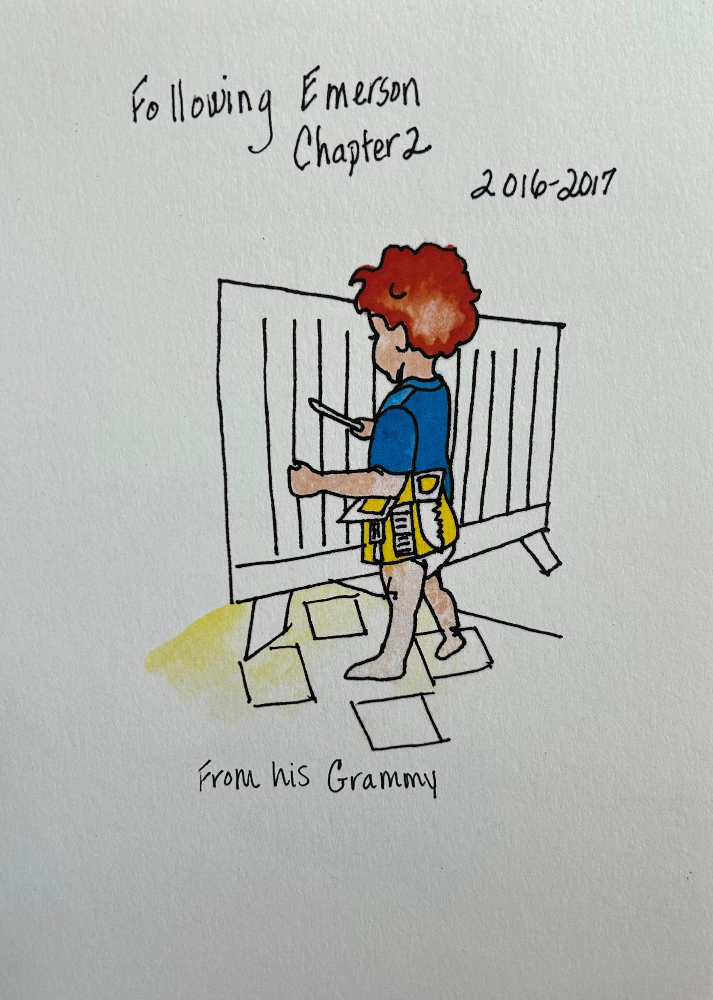 Following Emerson
Chapter 2
2016-2017
From his Grammy